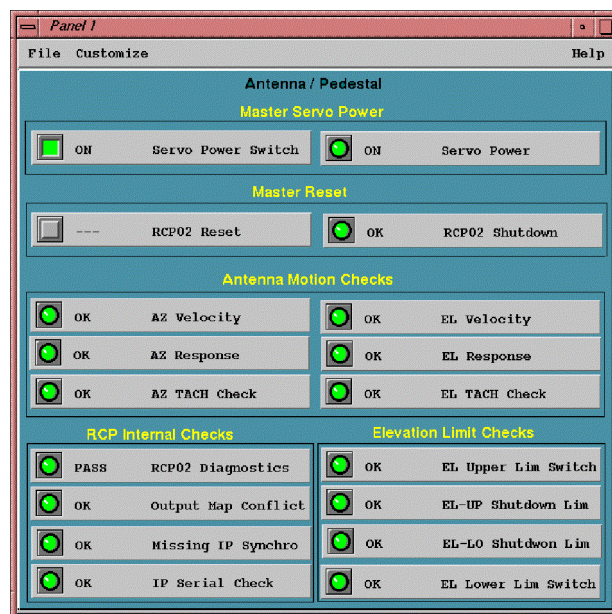 Panel 1
File Customize Help
Antenna / Pedestal
Master Servo Power
ON Servo Power Switch ON Servo Power
Master Reset
--- RCP02 Reset OK RCP02 Shutdown
Antenna Motion Checks
OK AZ Velocity OK EL Velocity
OK AZ Response OK EL Response
OK AZ TACH Check OK EL TACH Check
RCP Internal Checks Elevation Limit Checks
PASS RCP02 Diagnostics OK EL Upper Lim Switch
OK Output Map Conflict OK EL-UP Shutdown Lim
OK Missing IP Synchro OK EL-LO Shutdwon Lim
OK IP Serial Check OK EL Lower Lim Switch